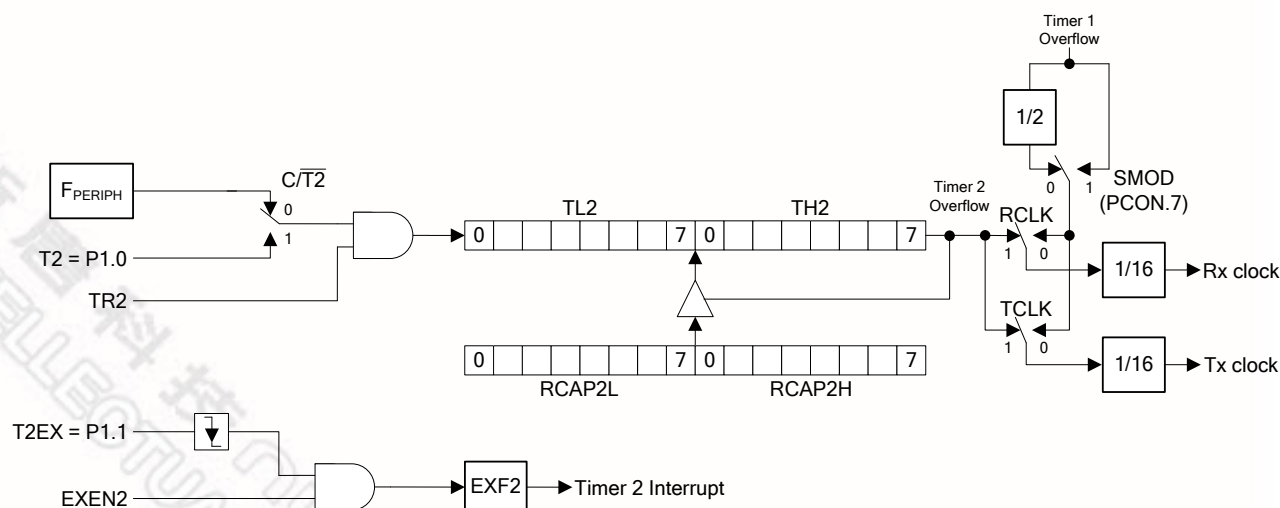 Timer 1
Overflow
1/2
0
1
SMOD
(PCON.7)
F_PERIPH
C/T2
0
1
T2 = P1.0
TR2
TL2
TH2
0 7 0 7
Timer 2
Overflow
RCLK
1 0
1/16
Rx clock
TCLK
1 0
1/16
Tx clock
0 7 0 7
RCAP2L
RCAP2H
T2EX = P1.1
EXEN2
EXF2
Timer 2 Interrupt